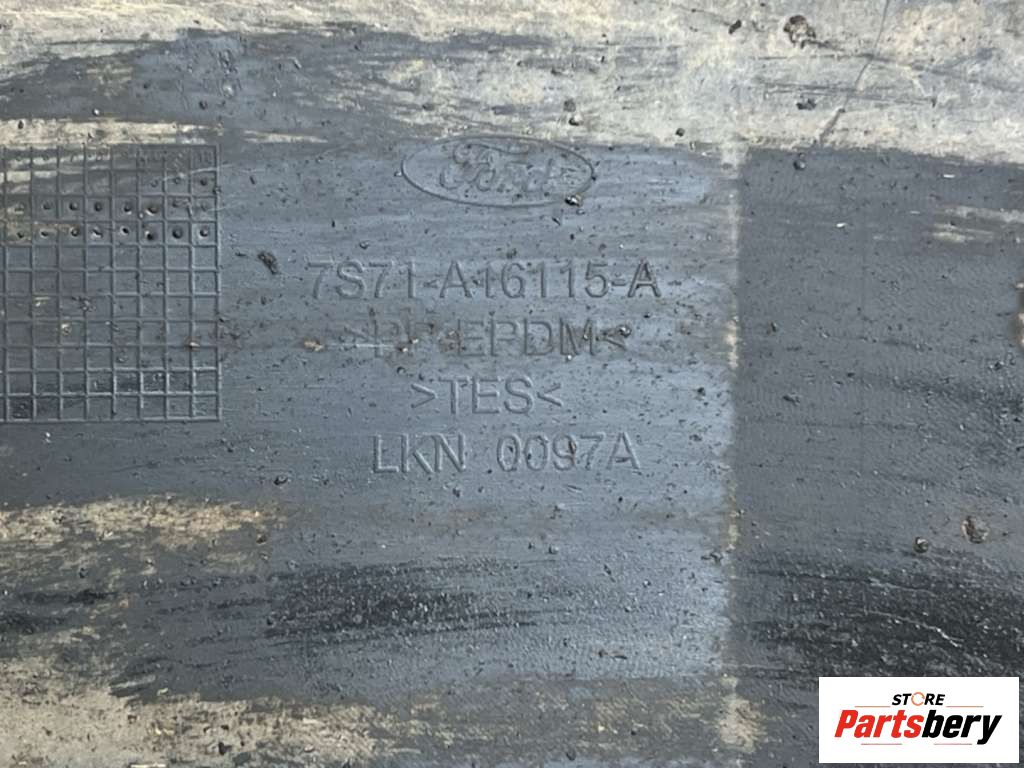 Ford
7S71-A16115-A
>PP-EPDM<
>TES<
LKN 0097A
STORE
Partsbery